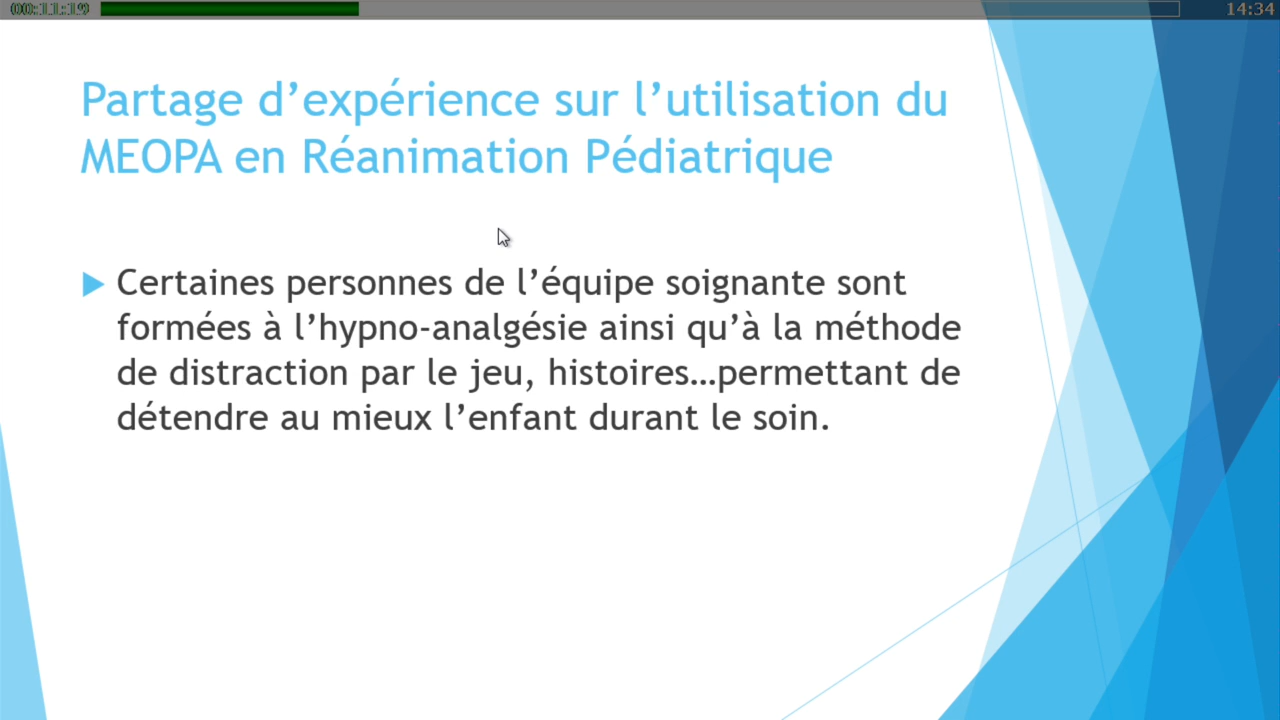 00:11:19
14:34
Partage d’expérience sur l’utilisation du
MEOPA en Réanimation Pédiatrique
Certaines personnes de l’équipe soignante sont
formées à l’hypno-analgésie ainsi qu’à la méthode
de distraction par le jeu, histoires…permettant de
détendre au mieux l’enfant durant le soin.